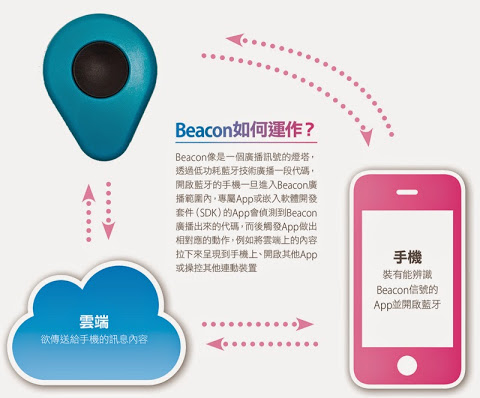 Beacon如何運作？
Beacon像是一個廣播訊號的燈塔，
透過低功耗藍牙技術廣播一段代碼，
開啟藍牙的手機一旦進入Beacon廣
播範圍內，專屬App或嵌入軟體開發
套件（SDK）的App會偵測到Beacon
廣播出來的代碼，而後觸發App做出
相對應的動作，例如將雲端上的內容
拉下來呈現到手機上、開啟其他App
或操控其他連動裝置
手機
裝有能辨識
Beacon信號的
App並開啟藍牙
雲端
欲傳送給手機的訊息內容